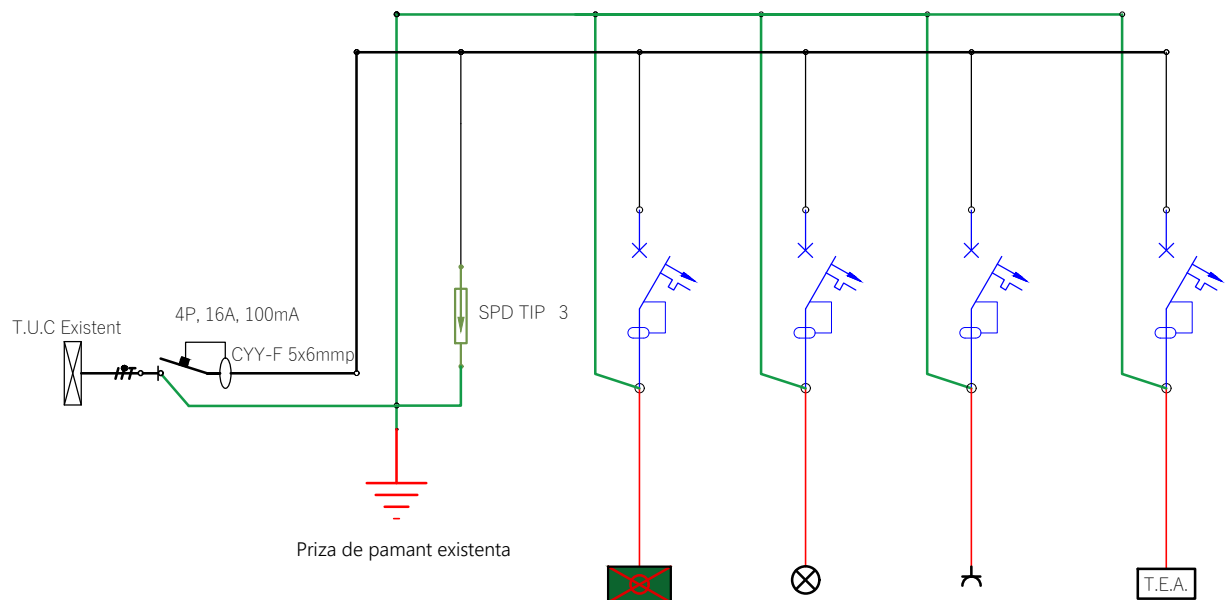 4P, 16A, 100mA
SPD TIP 3
T.U.C Existent
CYY-F 5x6mmp
Priza de pamant existenta
T.E.A.